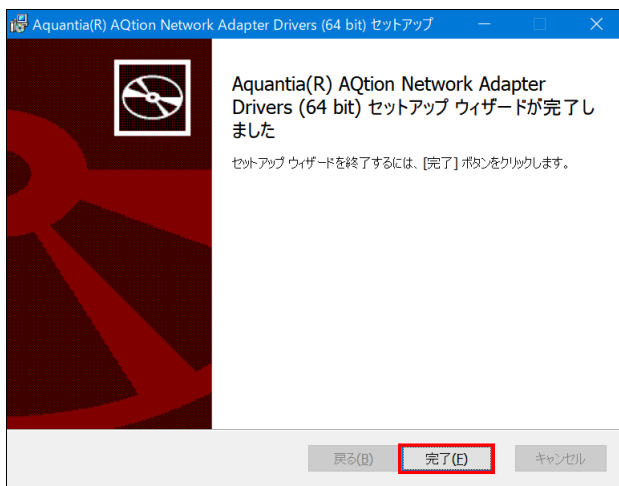 Aquantia(R) AQtion Network Adapter Drivers (64 bit) セットアップ
Aquantia(R) AQtion Network Adapter
Drivers (64 bit) セットアップ ウィザードが完了し
ました
セットアップ ウィザードを終了するには、[完了] ボタンをクリックします。
戻る(B) 完了(F) キャンセル